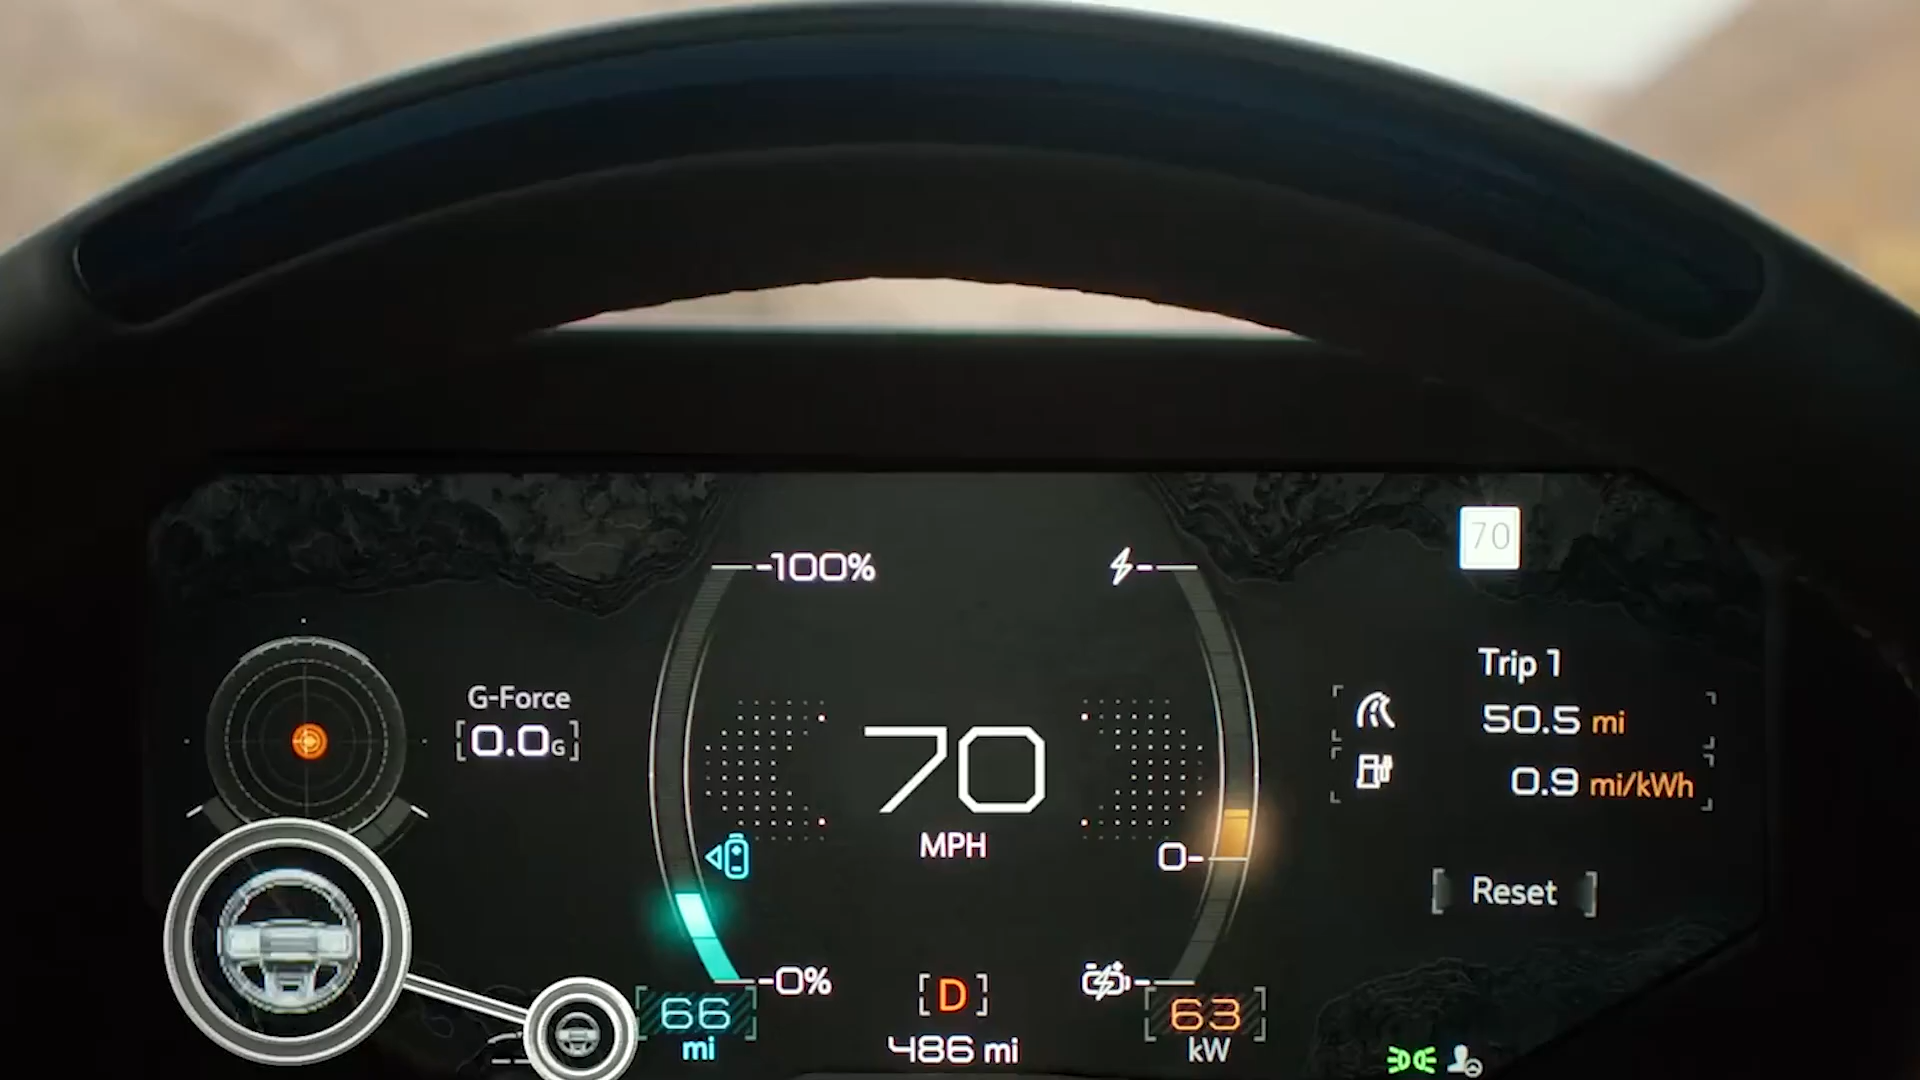 70
-100%
Trip 1
G-Force
0.0G
50.5 mi
70
0.9 mi/kWh
MPH
0-
Reset
-0%
D
66
63
mi
486 mi
kW